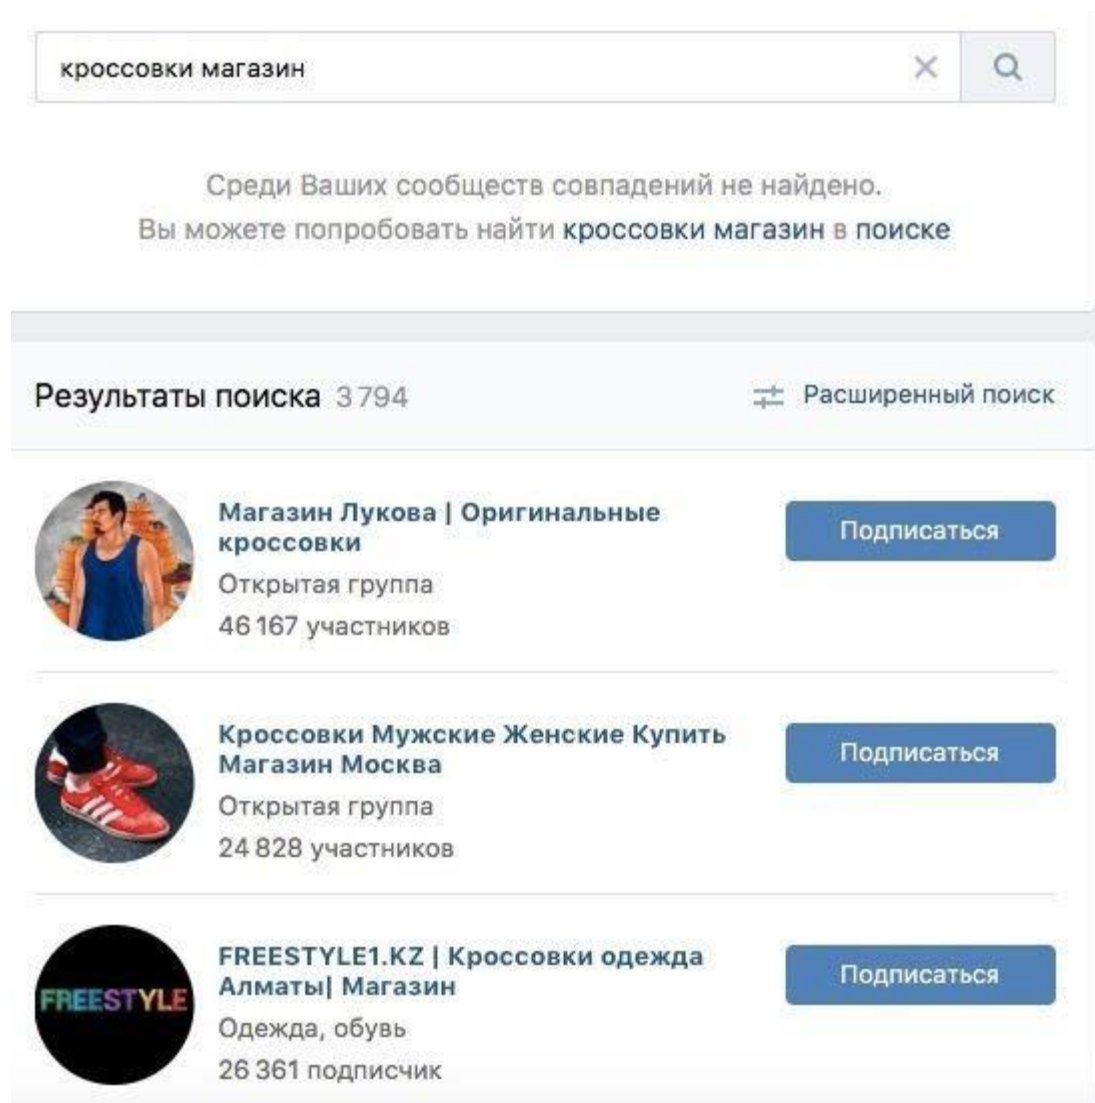 кроссовки магазин
Среди Ваших сообществ совпадений не найдено.
Вы можете попробовать найти кроссовки магазин в поиске
Результаты поиска 3 794
Расширенный поиск
Магазин Лукова | Оригинальные
кроссовки
Открытая группа
46 167 участников
Подписаться
Кроссовки Мужские Женские Купить
Магазин Москва
Открытая группа
24 828 участников
Подписаться
FREESTYLE
FREESTYLE1.KZ | Кроссовки одежда
Алматы| Магазин
Одежда, обувь
26 361 подписчик
Подписаться